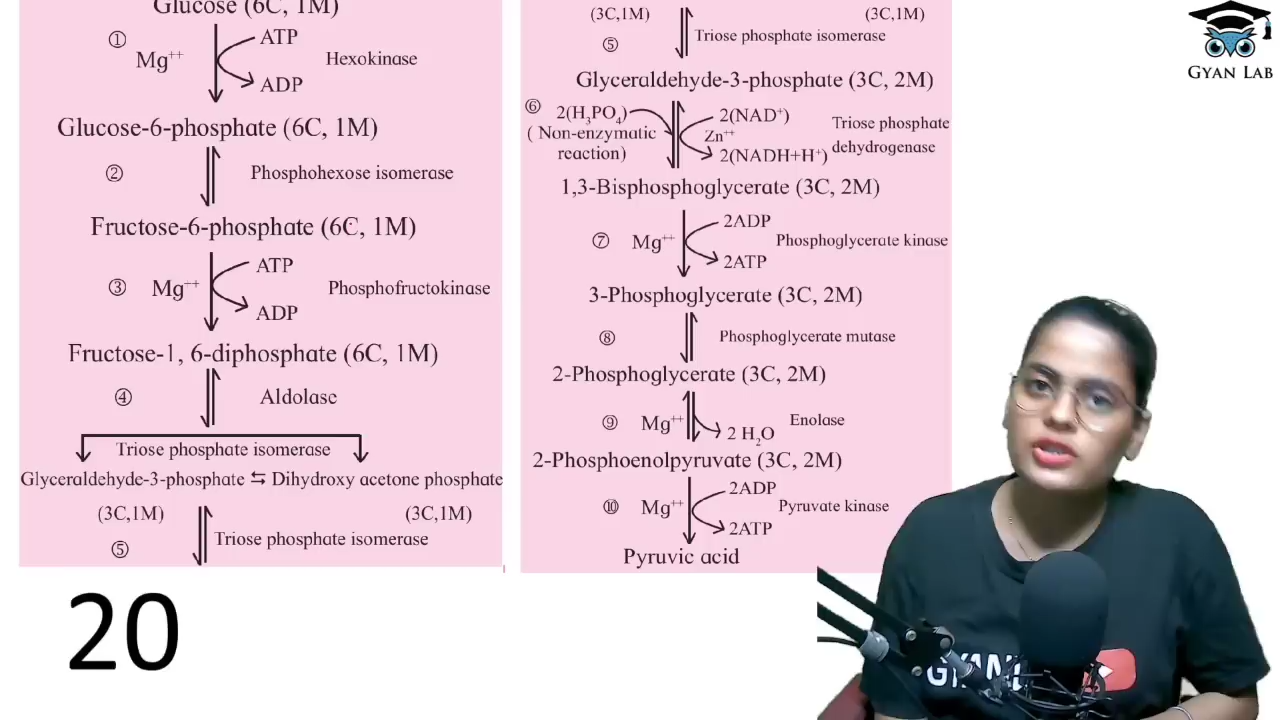 Glucose (6C, 1M)
① Mg++ ATP Hexokinase
ADP
Glucose-6-phosphate (6C, 1M)
② Phosphohexose isomerase
Fructose-6-phosphate (6C, 1M)
③ Mg++ ATP Phosphofructokinase
ADP
Fructose-1, 6-diphosphate (6C, 1M)
④ Aldolase
Triose phosphate isomerase
Glyceraldehyde-3-phosphate ⇆ Dihydroxy acetone phosphate
(3C,1M) (3C,1M)
⑤ Triose phosphate isomerase
(3C,1M) (3C,1M)
⑤ Triose phosphate isomerase
Glyceraldehyde-3-phosphate (3C, 2M)
⑥ 2(H₃PO₄) 2(NAD⁺) Triose phosphate
( Non-enzymatic Zn++ dehydrogenase
reaction) 2(NADH+H⁺)
1,3-Bisphosphoglycerate (3C, 2M)
⑦ Mg++ 2ADP Phosphoglycerate kinase
2ATP
3-Phosphoglycerate (3C, 2M)
⑧ Phosphoglycerate mutase
2-Phosphoglycerate (3C, 2M)
⑨ Mg++ Enolase
2 H₂O
2-Phosphoenolpyruvate (3C, 2M)
⑩ Mg++ 2ADP Pyruvate kinase
2ATP
Pyruvic acid
20
GYAN LAB